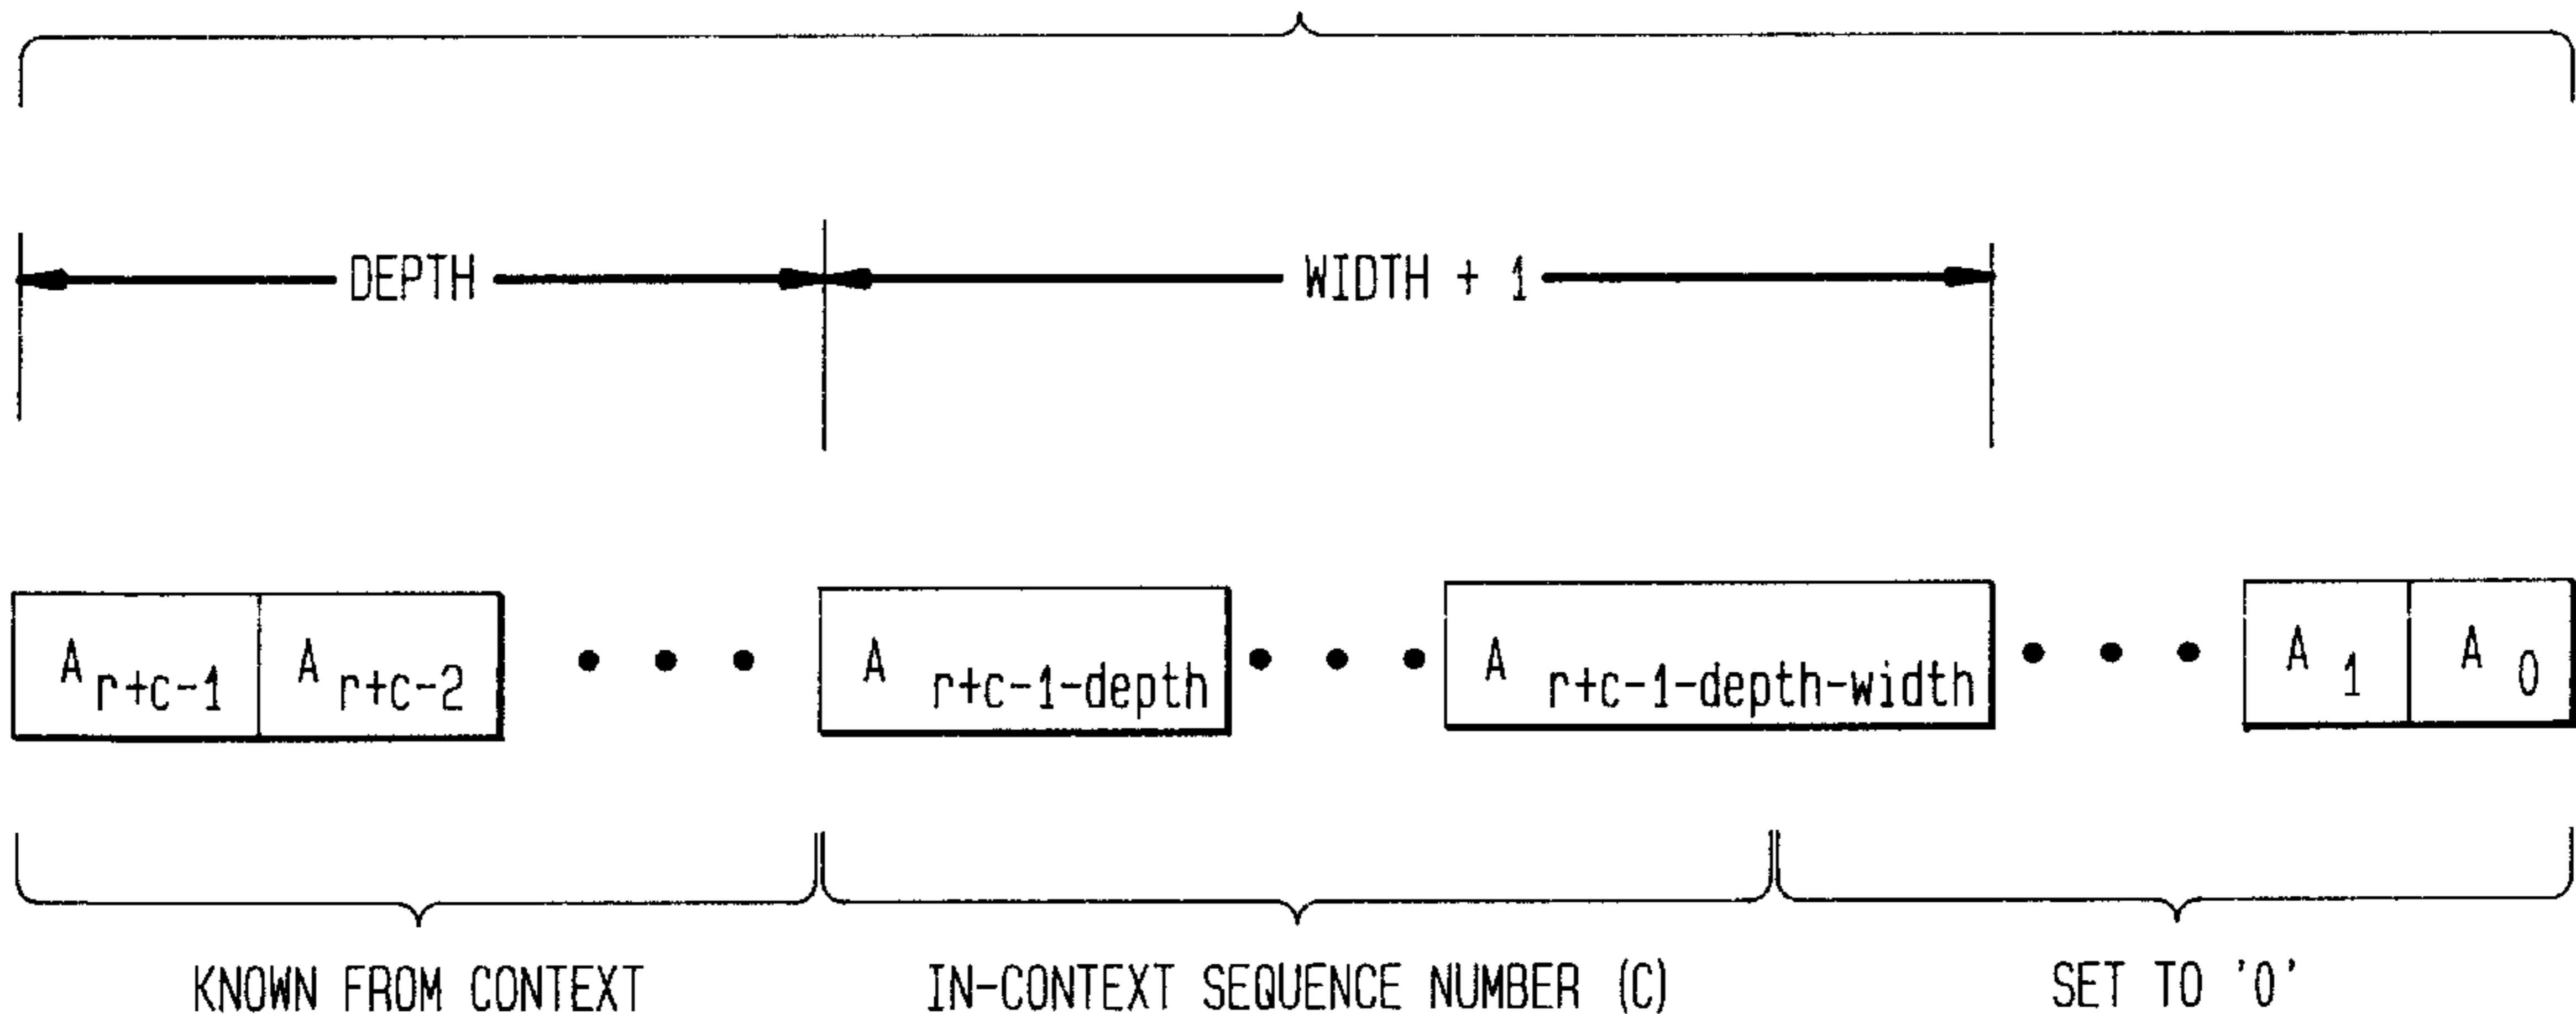 DEPTH WIDTH + 1
A r+c-1 A r+c-2 • • • A r+c-1-depth • • • A r+c-1-depth-width • • • A 1 A 0
KNOWN FROM CONTEXT IN-CONTEXT SEQUENCE NUMBER (C) SET TO '0'